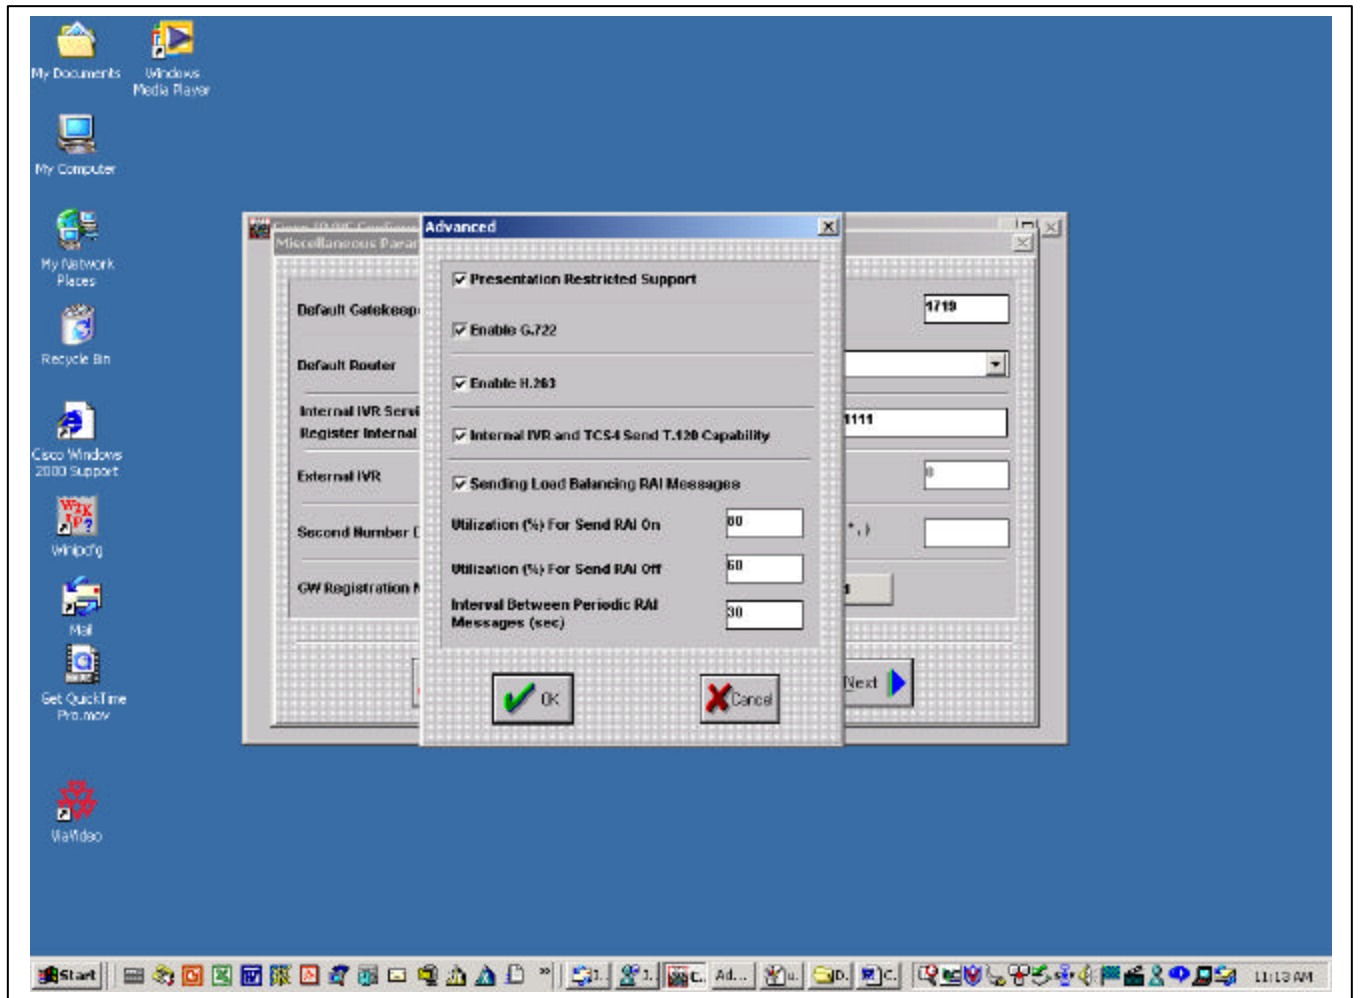 My Documents
Windows
Media Player
My Computer
My Network
Places
Recycle Bin
Cisco Windows
2000 Support
Winipcfg
Mail
Get QuickTime
Pro.mov
ViaVideo
Advanced
Miscellaneous Param
Presentation Restricted Support
Enable G.722
Enable H.263
Internal IVR and TCS4 Send T.120 Capability
Sending Load Balancing RAI Messages
Utilization (%) For Send RAI On
80
Utilization (%) For Send RAI Off
60
Interval Between Periodic RAI
Messages (sec)
30
OK
Cancel
Default Gatekeep
1719
Default Router
Internal IVR Servi
Register Internal
1111
External IVR
0
Second Number D
*,)
GW Registration N
Next
Start
J..
C..
Ad...
u..
D..
C..
11:13 AM